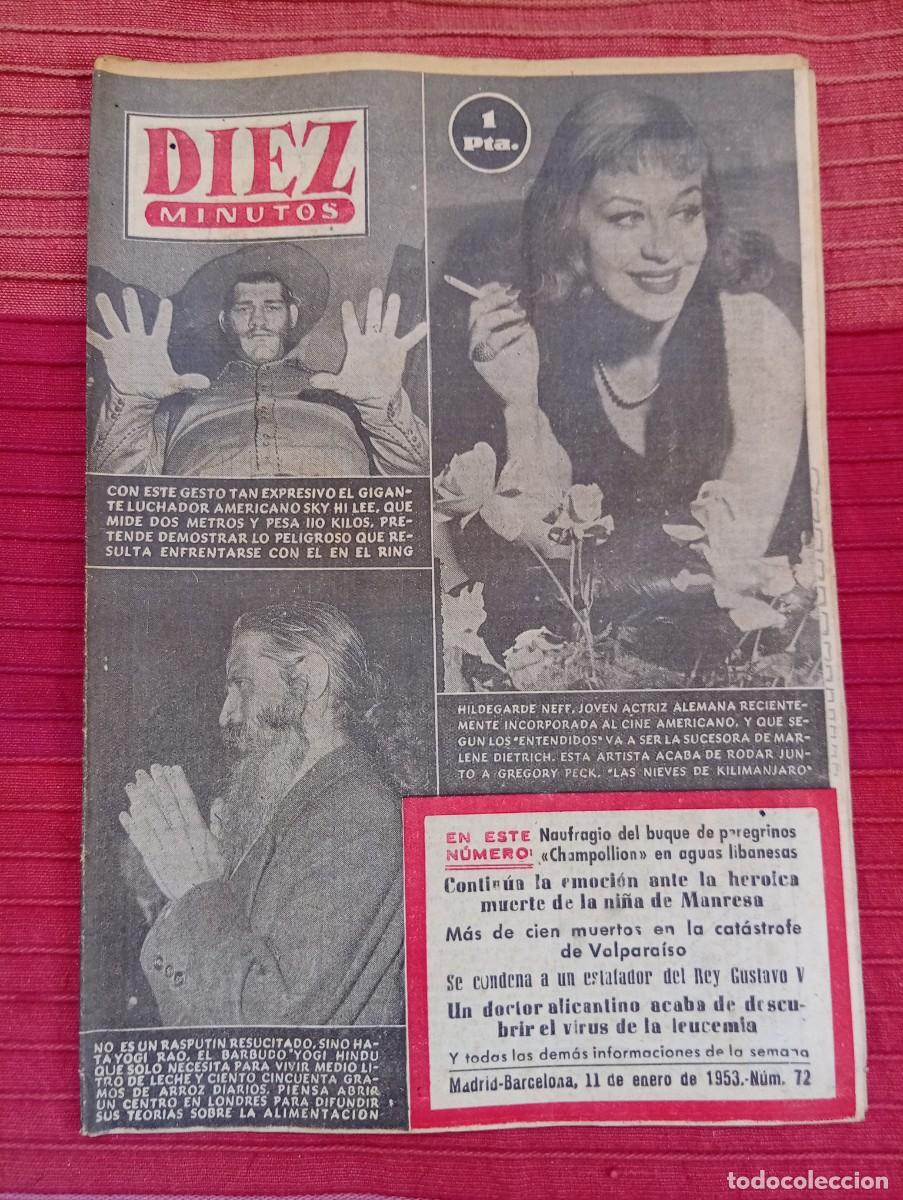 DIEZ
MINUTOS
1
Pta.
CON ESTE GESTO TAN EXPRESIVO EL GIGAN-
TE LUCHADOR AMERICANO SKY HI LEE, QUE
MIDE DOS METROS Y PESA 110 KILOS, PRE-
TENDE DEMOSTRAR LO PELIGROSO QUE RE-
SULTA ENFRENTARSE CON EL EN EL RING
HILDEGARDE NEFF, JOVEN ACTRIZ ALEMANA RECIENTE-
MENTE INCORPORADA AL CINE AMERICANO, Y QUE SE-
GUN LOS "ENTENDIDOS" VA A SER LA SUCESORA DE MAR-
LENE DIETRICH. ESTA ARTISTA ACABA DE RODAR JUN-
TO A GREGORY PECK, "LAS NIEVES DE KILIMANJARO"
NO ES UN RASPUTIN RESUCITADO, SINO HA-
TAYOGI RAO, EL BARBUDO "YOGI HINDU
QUE SOLO NECESITA PARA VIVIR MEDIO LI-
TRO DE LECHE Y CIENTO CINCUENTA GRA-
MOS DE ARROZ DIARIOS. PIENSA ABRIR
UN CENTRO EN LONDRES PARA DIFUNDIR
SUS TEORIAS SOBRE LA ALIMENTACION
EN ESTE NÚMERO: Naufragio del buque de peregrinos
«Champollion» en aguas libanesas
Continúa la emoción ante la heroica
muerte de la niña de Manresa
Más de cien muertos en la catástrofe
de Valparaíso
Se condena a un estafador del Rey Gustavo V
Un doctor alicantino acaba de descu-
brir el virus de la leucemia
Y todas las demás informaciones de la semana
Madrid-Barcelona, 11 de enero de 1953.-Núm. 72
todocoleccion